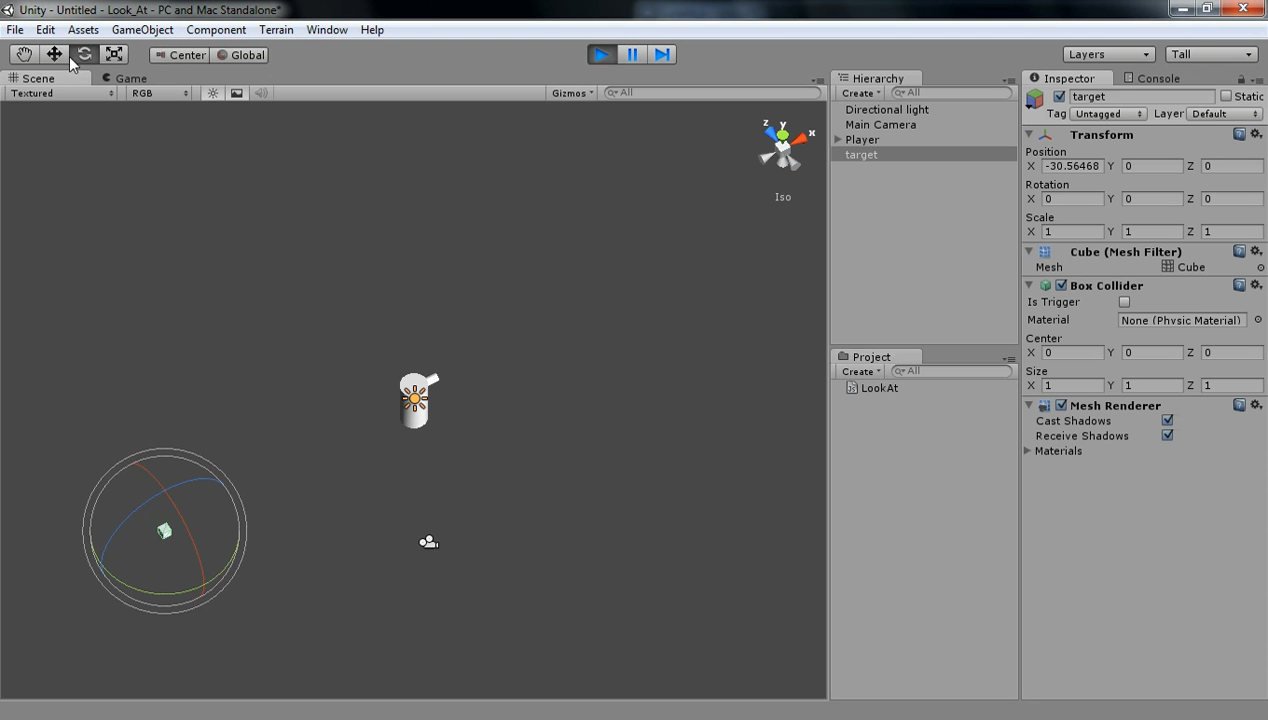 Unity - Untitled - Look_At - PC and Mac Standalone*
File Edit Assets GameObject Component Terrain Window Help
Center Global Layers Tall
Scene Game
Textured RGB Gizmos All
z y x
Iso
Hierarchy
Create All
Directional light
Main Camera
Player
target
Project
Create All
LookAt
Inspector Console
target Static
Tag Untagged Layer Default
Transform
Position
X -30.56468 Y 0 Z 0
Rotation
X 0 Y 0 Z 0
Scale
X 1 Y 1 Z 1
Cube (Mesh Filter)
Mesh Cube
Box Collider
Is Trigger
Material None (Physic Material)
Center
X 0 Y 0 Z 0
Size
X 1 Y 1 Z 1
Mesh Renderer
Cast Shadows
Receive Shadows
Materials